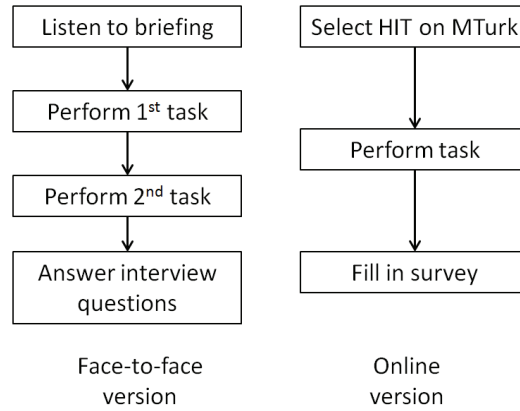 Listen to briefing
Perform 1st task
Perform 2nd task
Answer interview
questions
Face-to-face
version
Select HIT on MTurk
Perform task
Fill in survey
Online
version